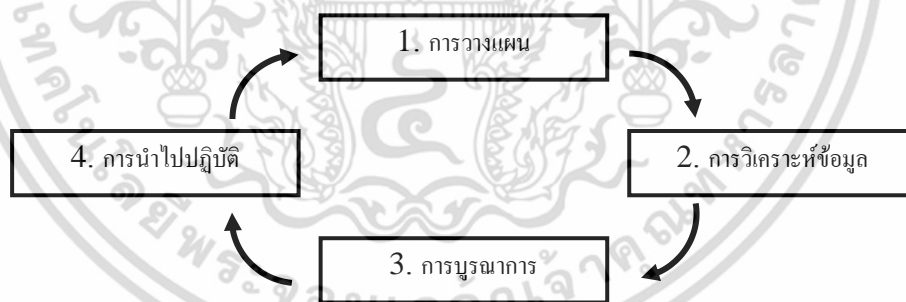 1. การวางแผน
4. การนำไปปฏิบัติ
2. การวิเคราะห์ข้อมูล
3. การบูรณาการ